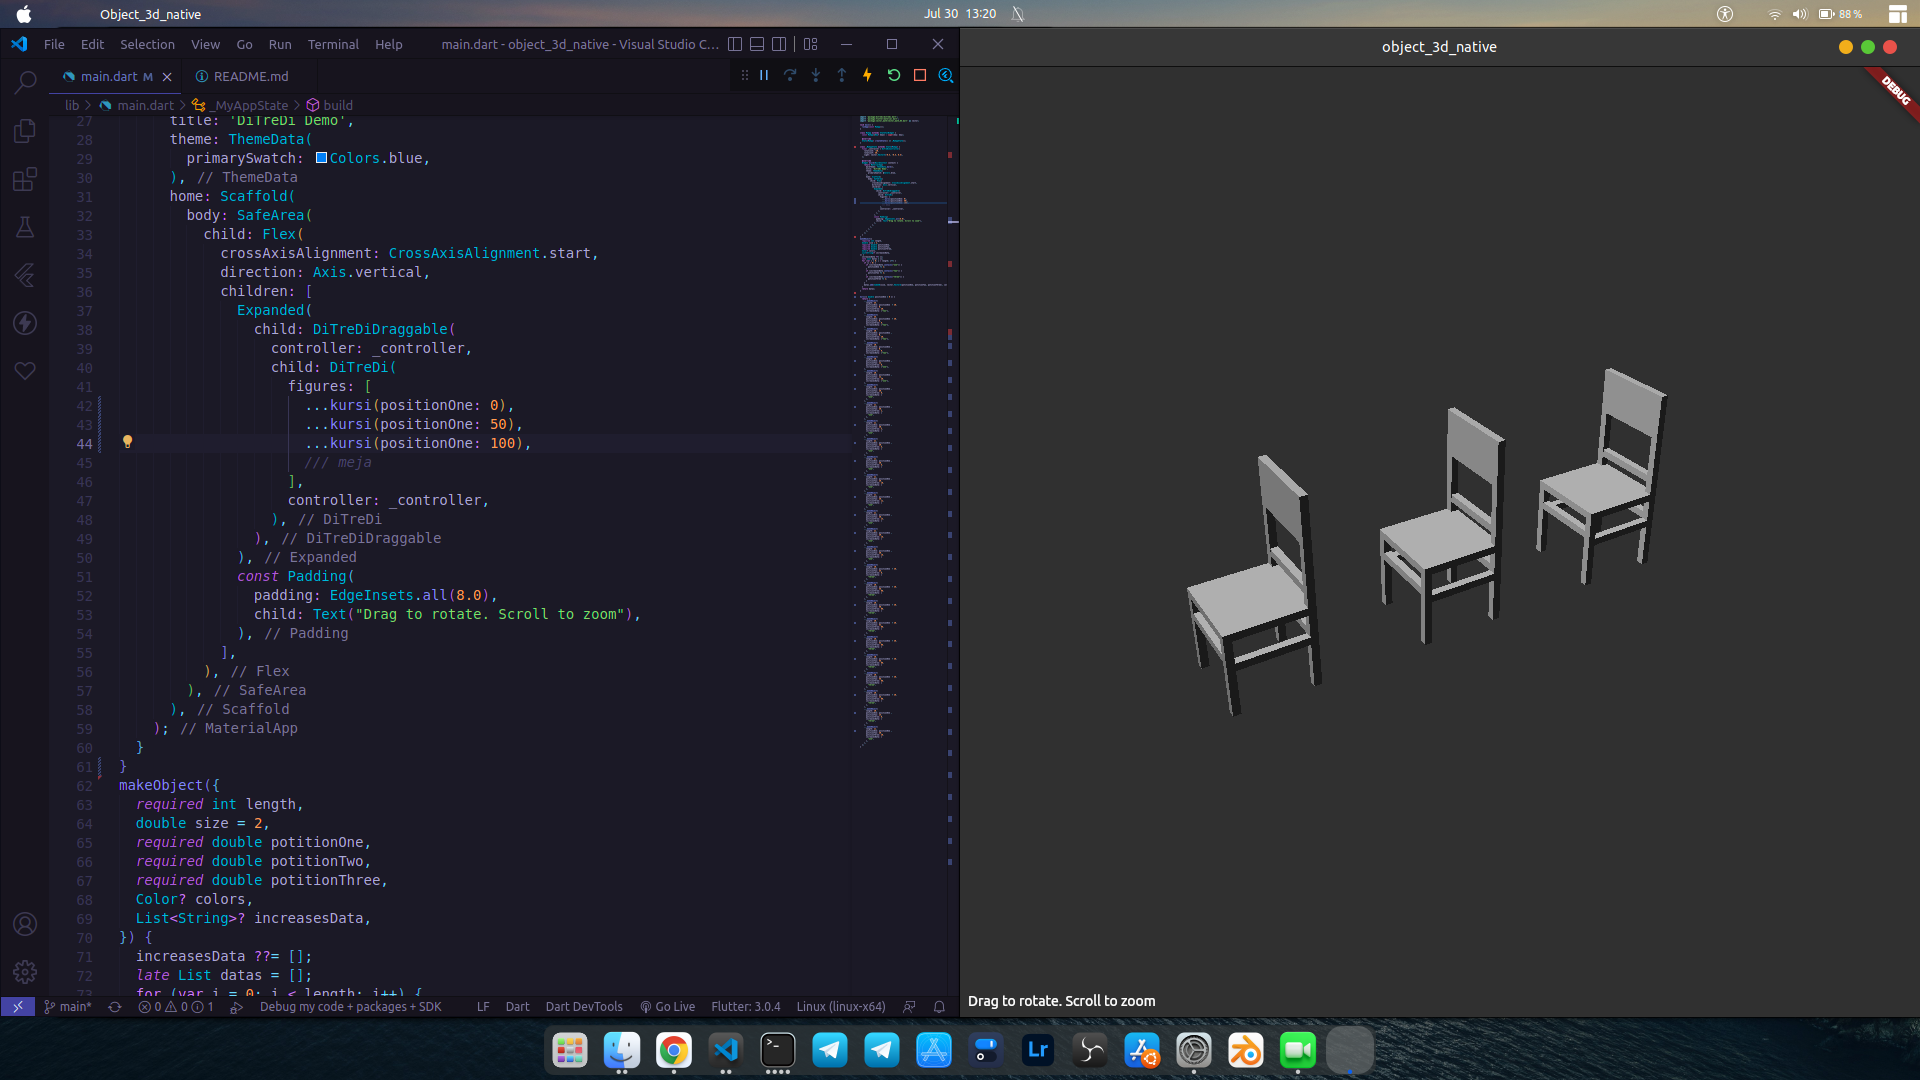 Object_3d_native
Jul 30 13:20
88 %
File Edit Selection View Go Run Terminal Help
main.dart - object_3d_native - Visual Studio C...
main.dart M
README.md
lib > main.dart > _MyAppState > build
27 title: 'DiTreDi Demo',
28 theme: ThemeData(
29 primarySwatch: Colors.blue,
30 ), // ThemeData
31 home: Scaffold(
32 body: SafeArea(
33 child: Flex(
34 crossAxisAlignment: CrossAxisAlignment.start,
35 direction: Axis.vertical,
36 children: [
37 Expanded(
38 child: DiTreDiDraggable(
39 controller: _controller,
40 child: DiTreDi(
41 figures: [
42 ...kursi(positionOne: 0),
43 ...kursi(positionOne: 50),
44 ...kursi(positionOne: 100),
45 /// meja
46 ],
47 controller: _controller,
48 ), // DiTreDi
49 ), // DiTreDiDraggable
50 ), // Expanded
51 const Padding(
52 padding: EdgeInsets.all(8.0),
53 child: Text("Drag to rotate. Scroll to zoom"),
54 ), // Padding
55 ],
56 ), // Flex
57 ), // SafeArea
58 ), // Scaffold
59 ); // MaterialApp
60 }
61 }
62 makeObject({
63 required int length,
64 double size = 2,
65 required double potitionOne,
66 required double potitionTwo,
67 required double potitionThree,
68 Color? colors,
69 List<String>? increasesData,
70 }) {
71 increasesData ??= [];
72 late List datas = [];
73 for (var i = 0; i < length; i++) {
main* 0 0 1 Debug my code + packages + SDK LF Dart Dart DevTools Go Live Flutter: 3.0.4 Linux (linux-x64)
object_3d_native
DEBUG
Drag to rotate. Scroll to zoom
Lr